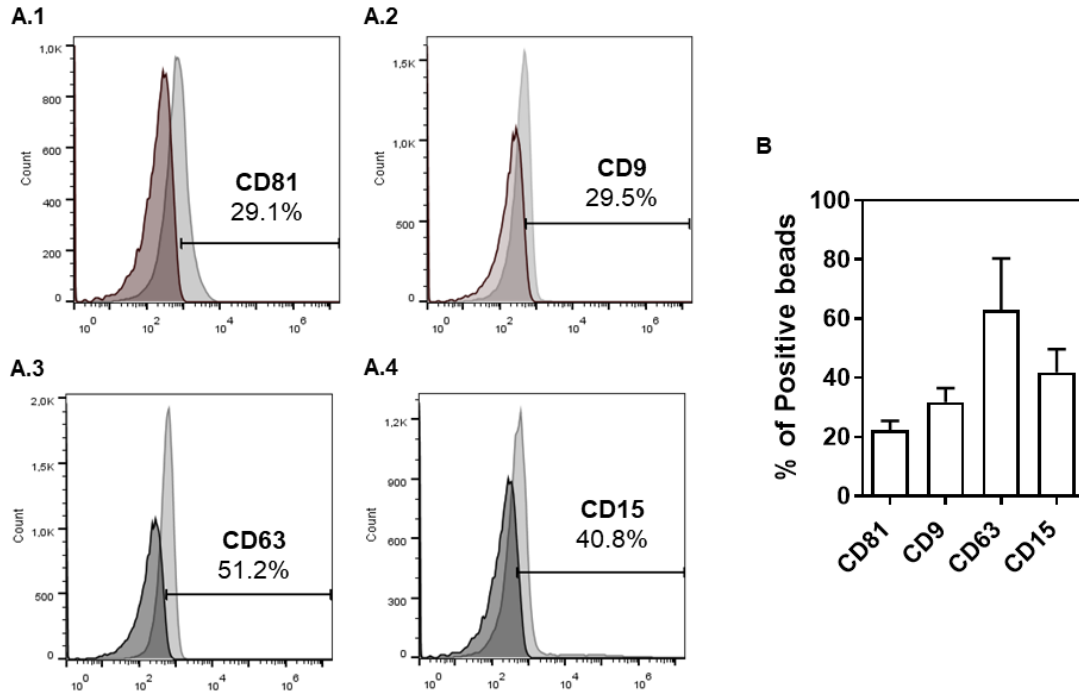 A.1
1,0K
800
600
400
200
0
Count
CD81
29.1%
10^0
10^2
10^4
10^6
A.2
1,5K
1,0K
500
0
Count
CD9
29.5%
10^0
10^2
10^4
10^6
A.3
2,0K
1,5K
1,0K
500
0
Count
CD63
51.2%
10^0
10^2
10^4
10^6
A.4
1,2K
900
600
300
0
Count
CD15
40.8%
10^0
10^2
10^4
10^6
B
% of Positive beads
100
80
60
40
20
0
CD81
CD9
CD63
CD15